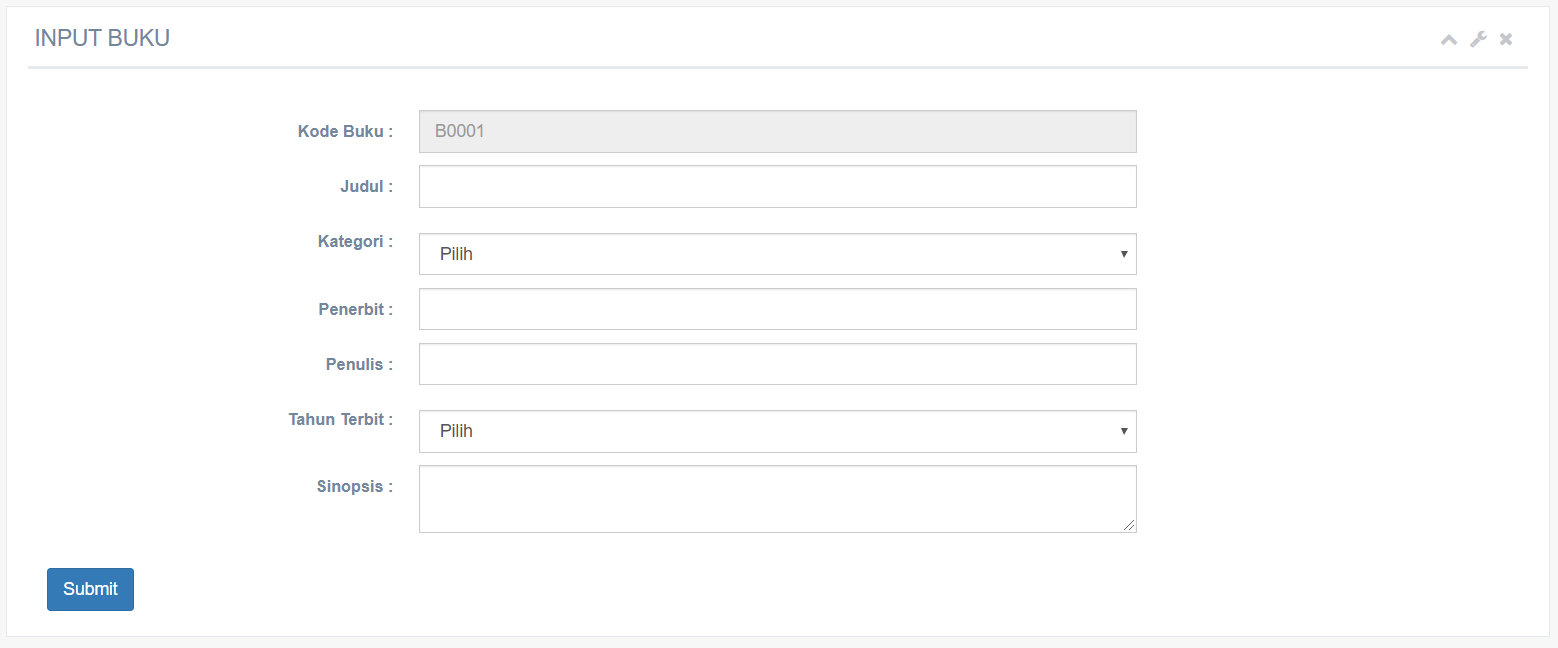 INPUT BUKU
Kode Buku : B0001
Judul :
Kategori : Pilih
Penerbit :
Penulis :
Tahun Terbit : Pilih
Sinopsis :
Submit